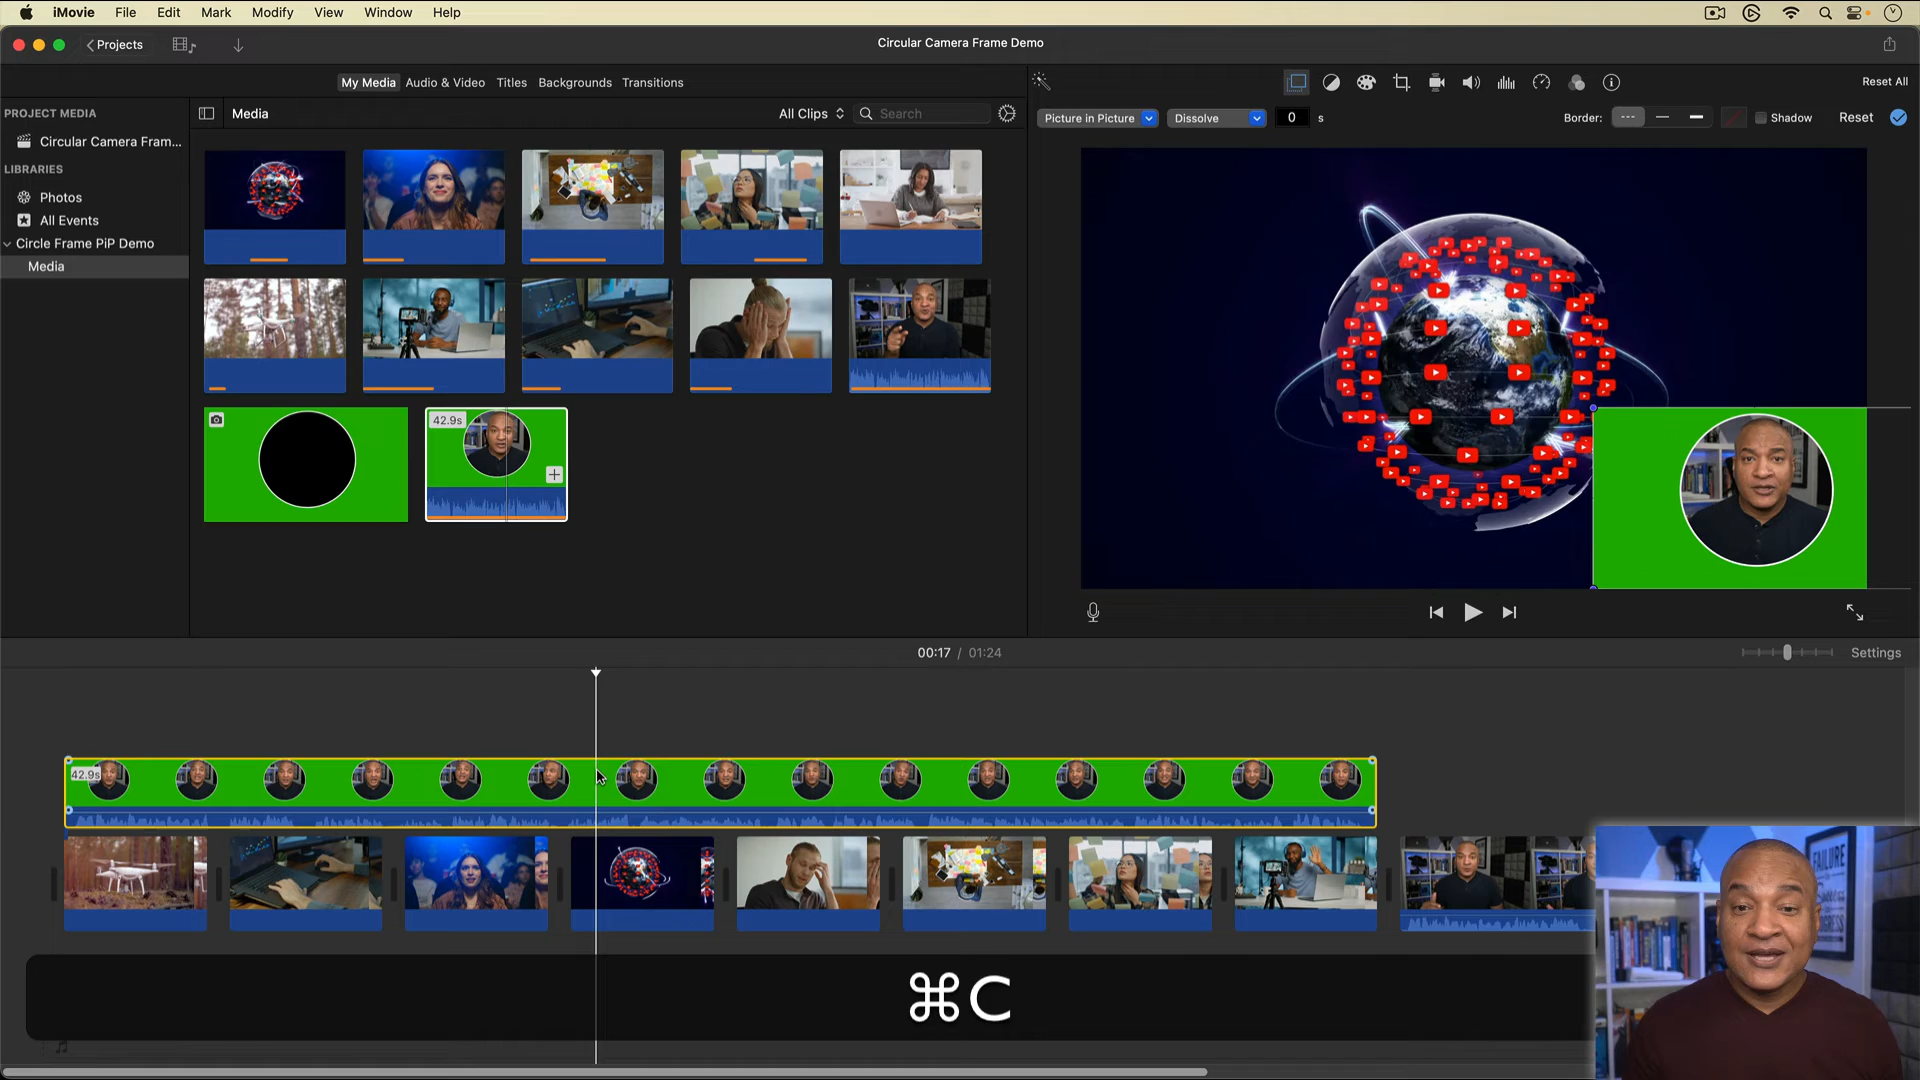 iMovie File Edit Mark Modify View Window Help
Projects
Circular Camera Frame Demo
My Media Audio & Video Titles Backgrounds Transitions
Reset All
PROJECT MEDIA
Circular Camera Fram...
LIBRARIES
Photos
All Events
Circle Frame PiP Demo
Media
Media
All Clips
Search
Picture in Picture
Dissolve
0 s
Border:
Shadow
Reset
42.9s
00:17 / 01:24
Settings
42.9s
⌘C
FAILURE